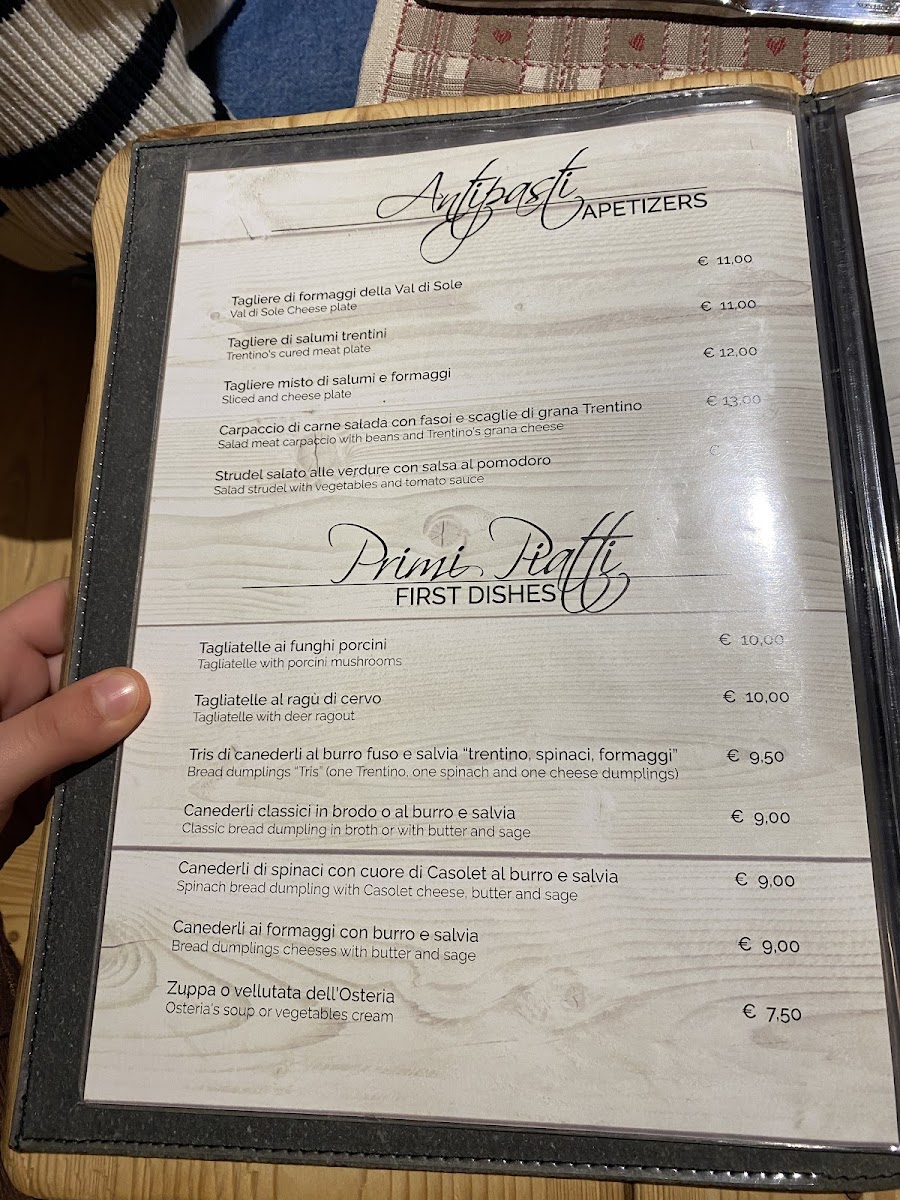 Antipasti
APETIZERS
Tagliere di formaggi della Val di Sole € 11,00
Val di Sole Cheese plate
Tagliere di salumi trentini € 11,00
Trentino's cured meat plate
Tagliere misto di salumi e formaggi € 12,00
Sliced and cheese plate
Carpaccio di carne salada con fasoi e scaglie di grana Trentino € 13,00
Salad meat carpaccio with beans and Trentino's grana cheese
Strudel salato alle verdure con salsa al pomodoro €
Salad strudel with vegetables and tomato sauce
Primi Piatti
FIRST DISHES
Tagliatelle ai funghi porcini € 10,00
Tagliatelle with porcini mushrooms
Tagliatelle al ragù di cervo € 10,00
Tagliatelle with deer ragout
Tris di canederli al burro fuso e salvia “trentino, spinaci, formaggi” € 9,50
Bread dumplings “Tris” (one Trentino, one spinach and one cheese dumplings)
Canederli classici in brodo o al burro e salvia € 9,00
Classic bread dumpling in broth or with butter and sage
Canederli di spinaci con cuore di Casolet al burro e salvia € 9,00
Spinach bread dumpling with Casolet cheese, butter and sage
Canederli ai formaggi con burro e salvia € 9,00
Bread dumplings cheeses with butter and sage
Zuppa o vellutata dell'Osteria € 7,50
Osteria's soup or vegetables cream